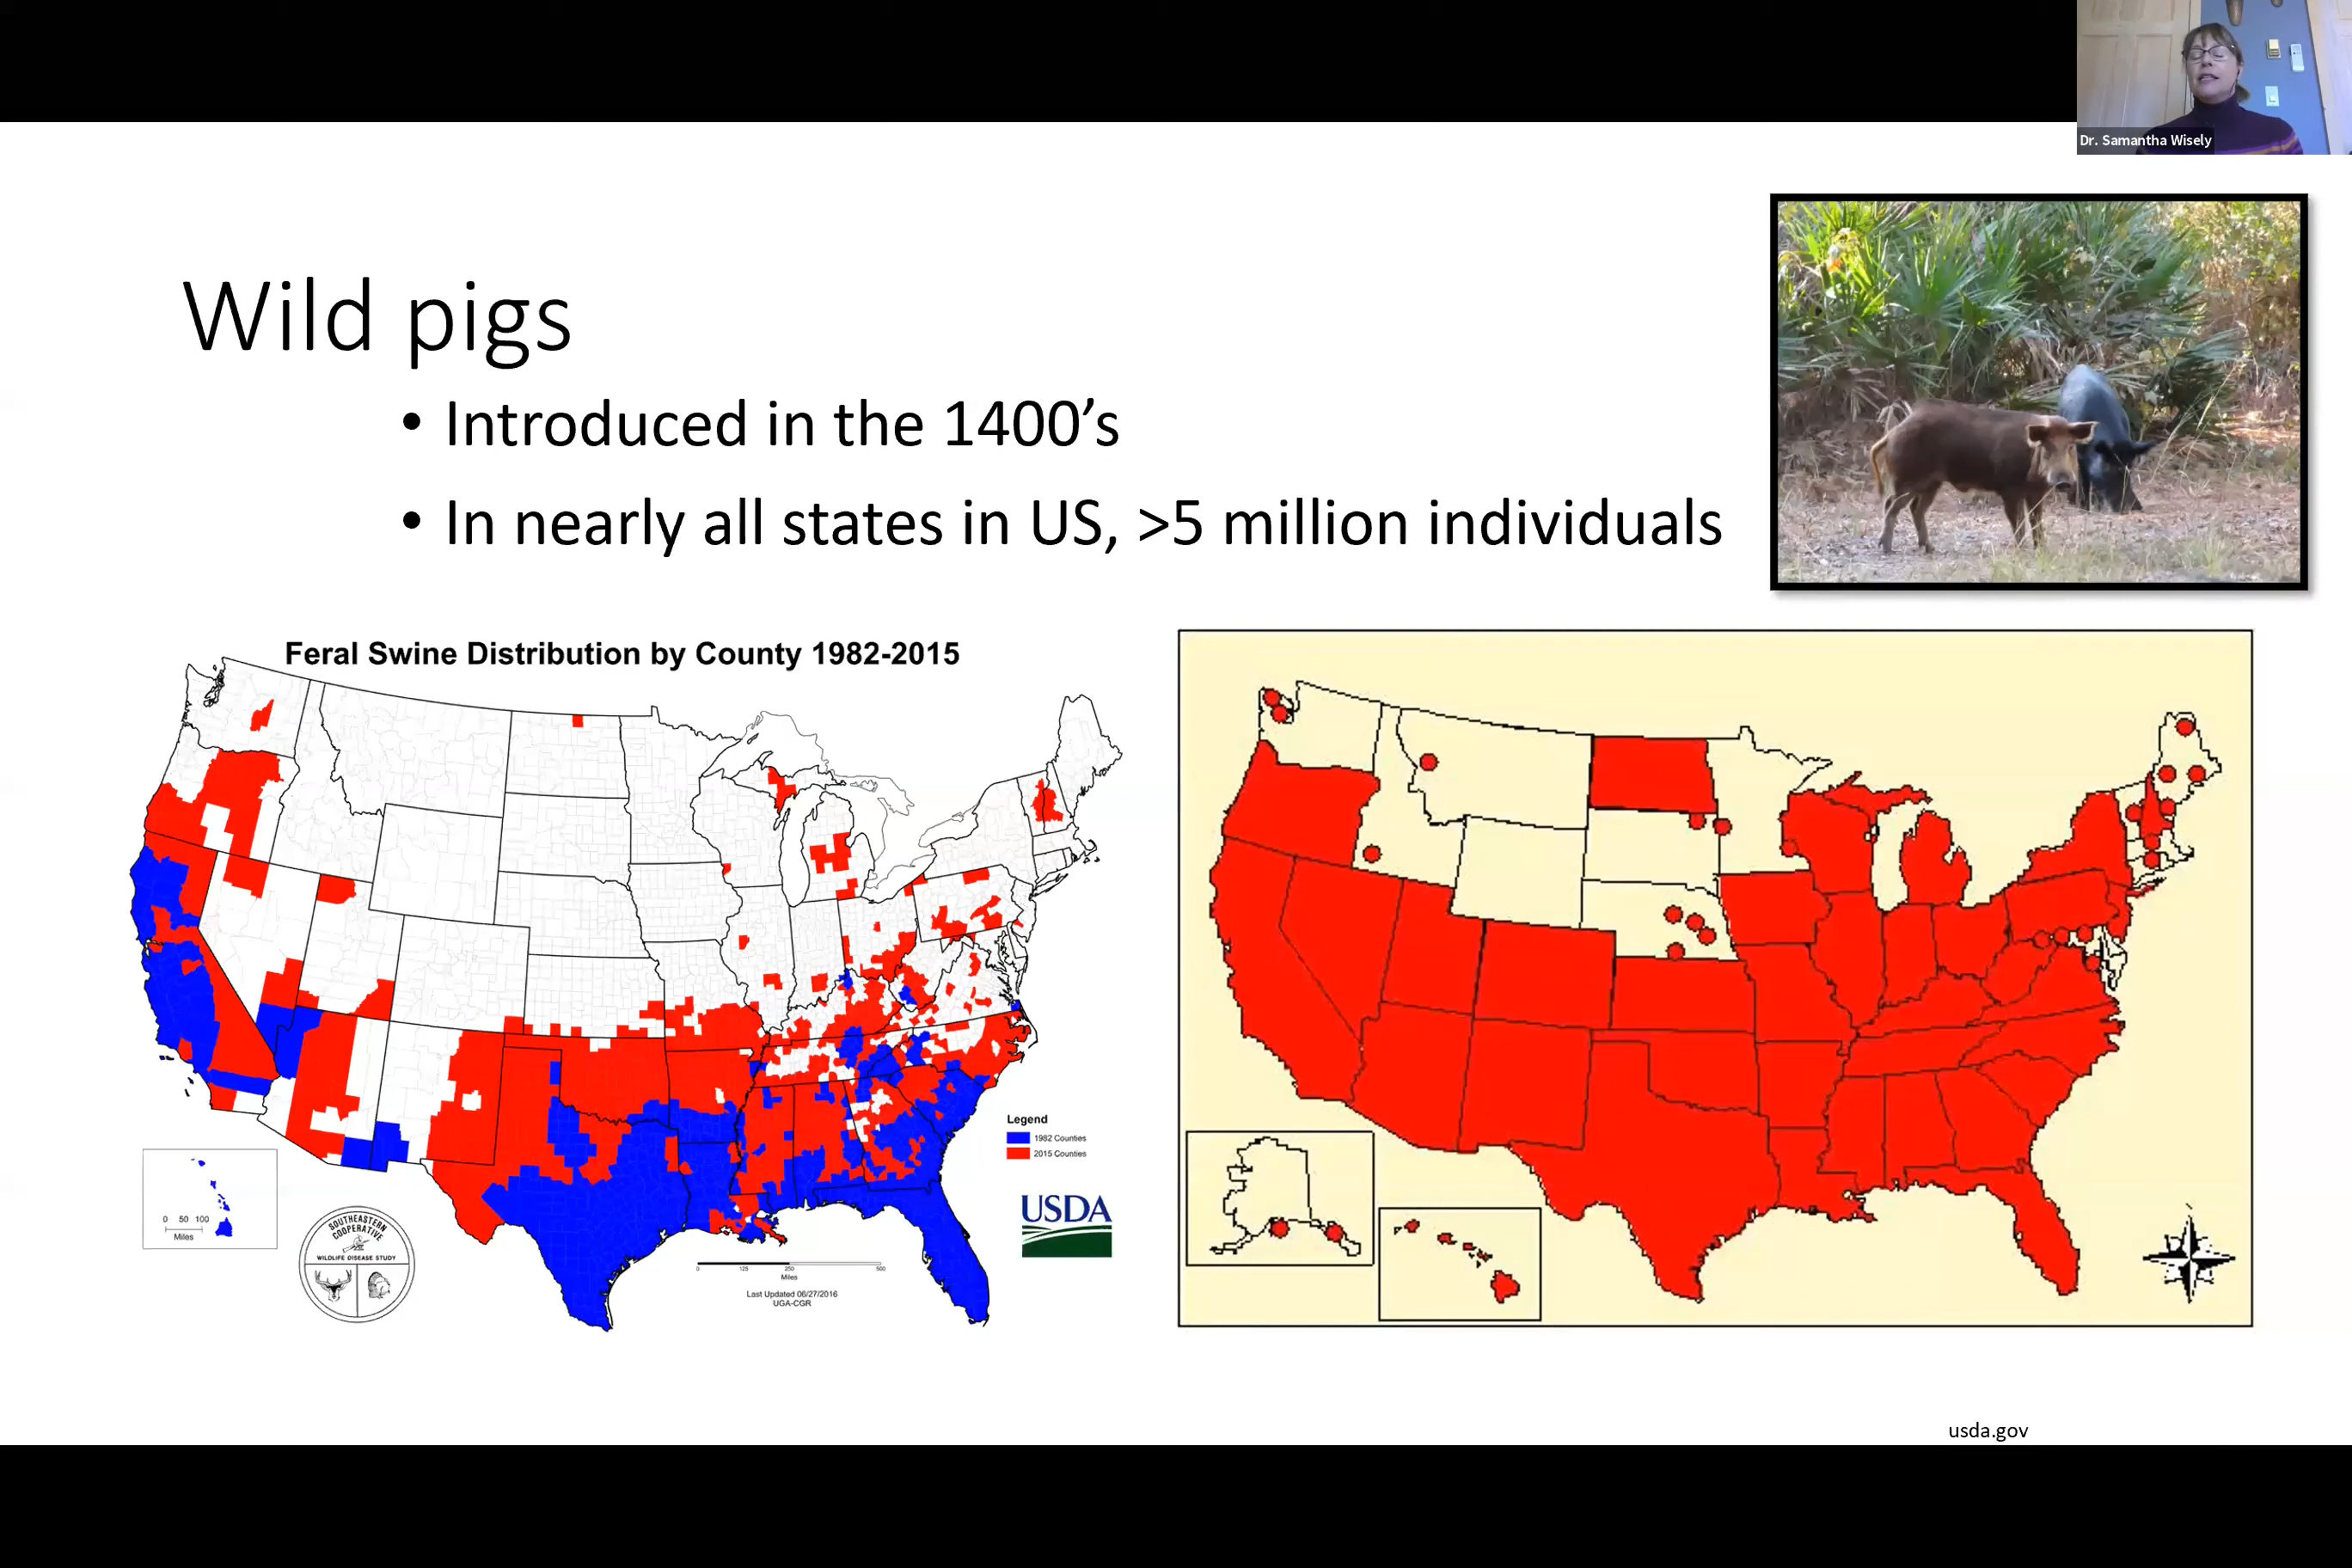 Dr. Samantha Wisely
Wild pigs
• Introduced in the 1400’s
• In nearly all states in US, >5 million individuals
Feral Swine Distribution by County 1982-2015
Legend
1982 Counties
2015 Counties
USDA
0 50 100
Miles
SOUTHEASTERN
COOPERATIVE
WILDLIFE DISEASE STUDY
0 125 250 500
Miles
Last Updated 06/27/2016
UGA-CGR
usda.gov